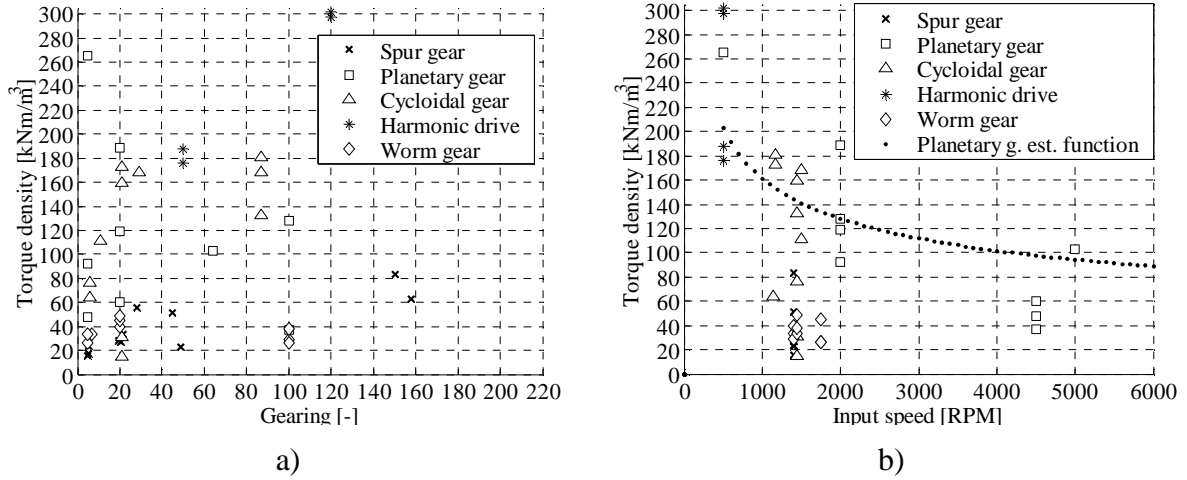 300
280
260
240
220
200
180
160
140
120
100
80
60
40
20
0
Torque density [kNm/m3]
0 20 40 60 80 100 120 140 160 180 200 220
Gearing [-]
Spur gear
Planetary gear
Cycloidal gear
Harmonic drive
Worm gear
a)
300
280
260
240
220
200
180
160
140
120
100
80
60
40
20
0
Torque density [kNm/m3]
0 1000 2000 3000 4000 5000 6000
Input speed [RPM]
Spur gear
Planetary gear
Cycloidal gear
Harmonic drive
Worm gear
Planetary g. est. function
b)